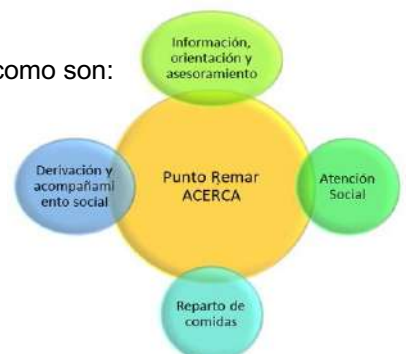 como son:
Información,
orientación y
asesoramiento
Derivación y
acompañami
ento social
Punto Remar
ACERCA
Atención
Social
Reparto de
comidas